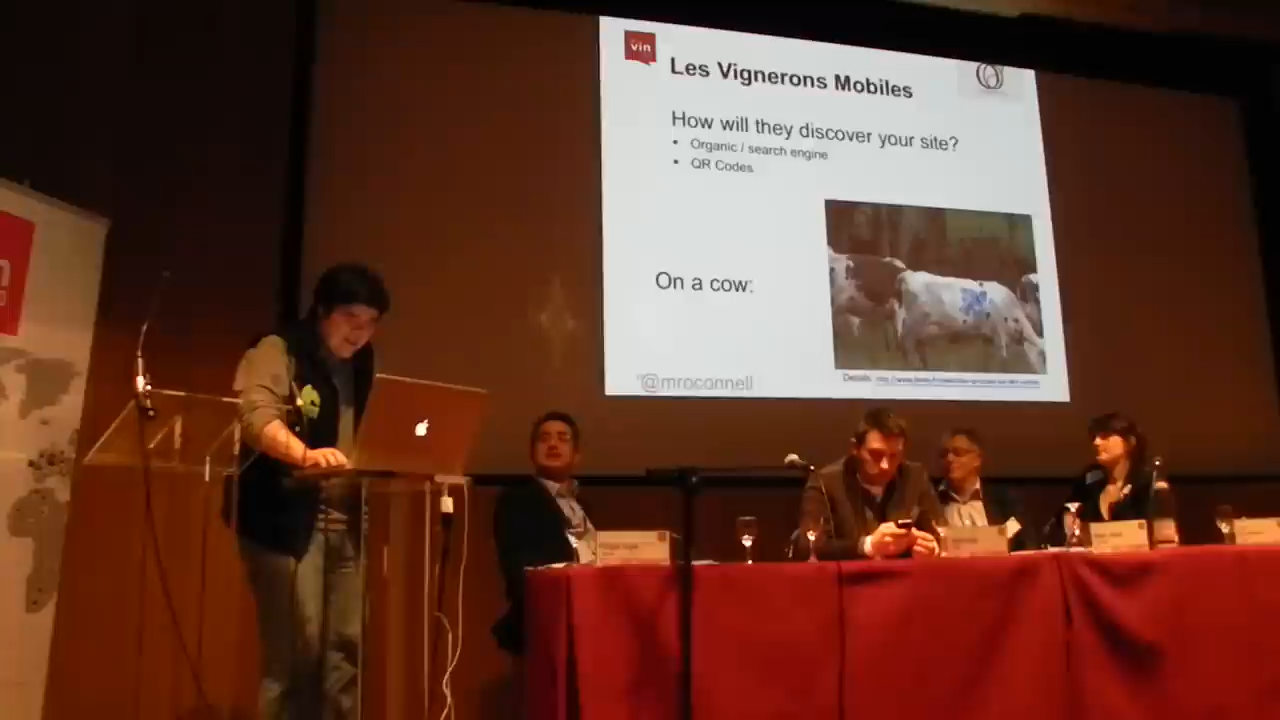 vin
Les Vignerons Mobiles
How will they discover your site?
• Organic / search engine
• QR Codes
On a cow:
@mroconnell
Details: